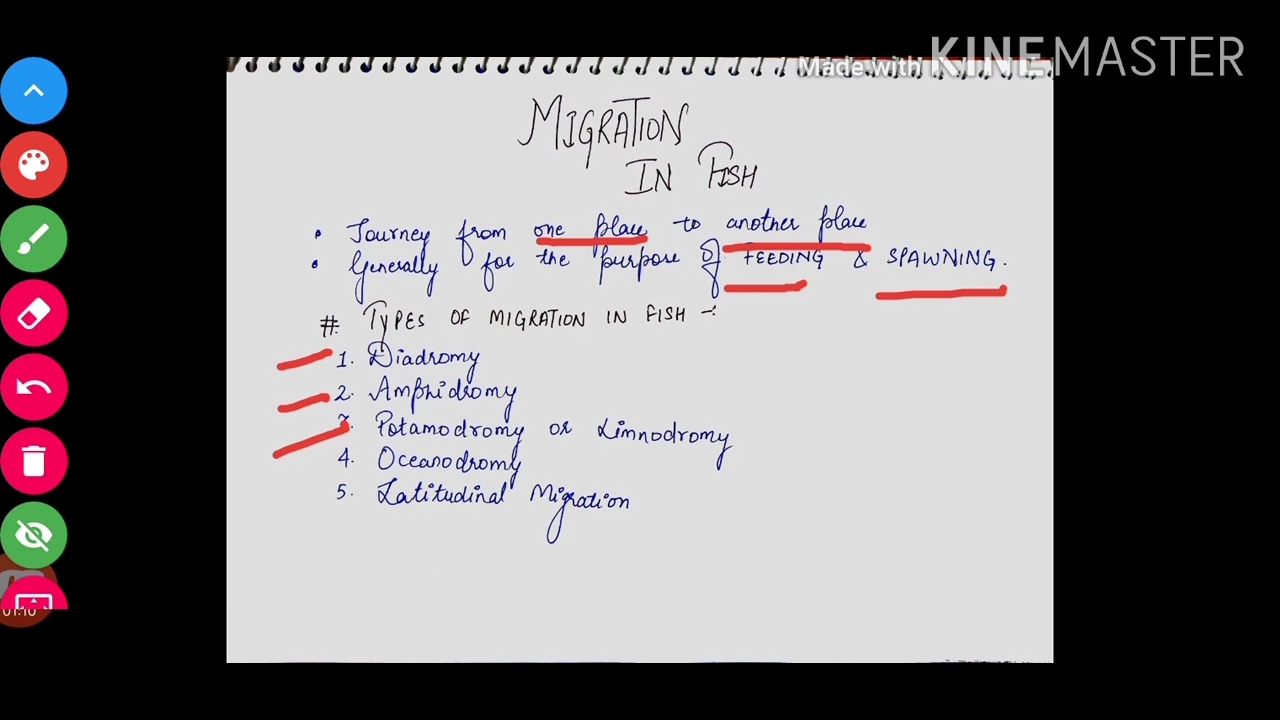 Made with KINEMASTER
MIGRATION
IN FISH
• Journey from one place to another place
• Generally for the purpose of FEEDING & SPAWNING.
# TYPES OF MIGRATION IN FISH -:
1. Diadromy
2. Amphidromy
3. Potamodromy or Limnodromy
4. Oceanodromy
5. Latitudinal Migration
01:10